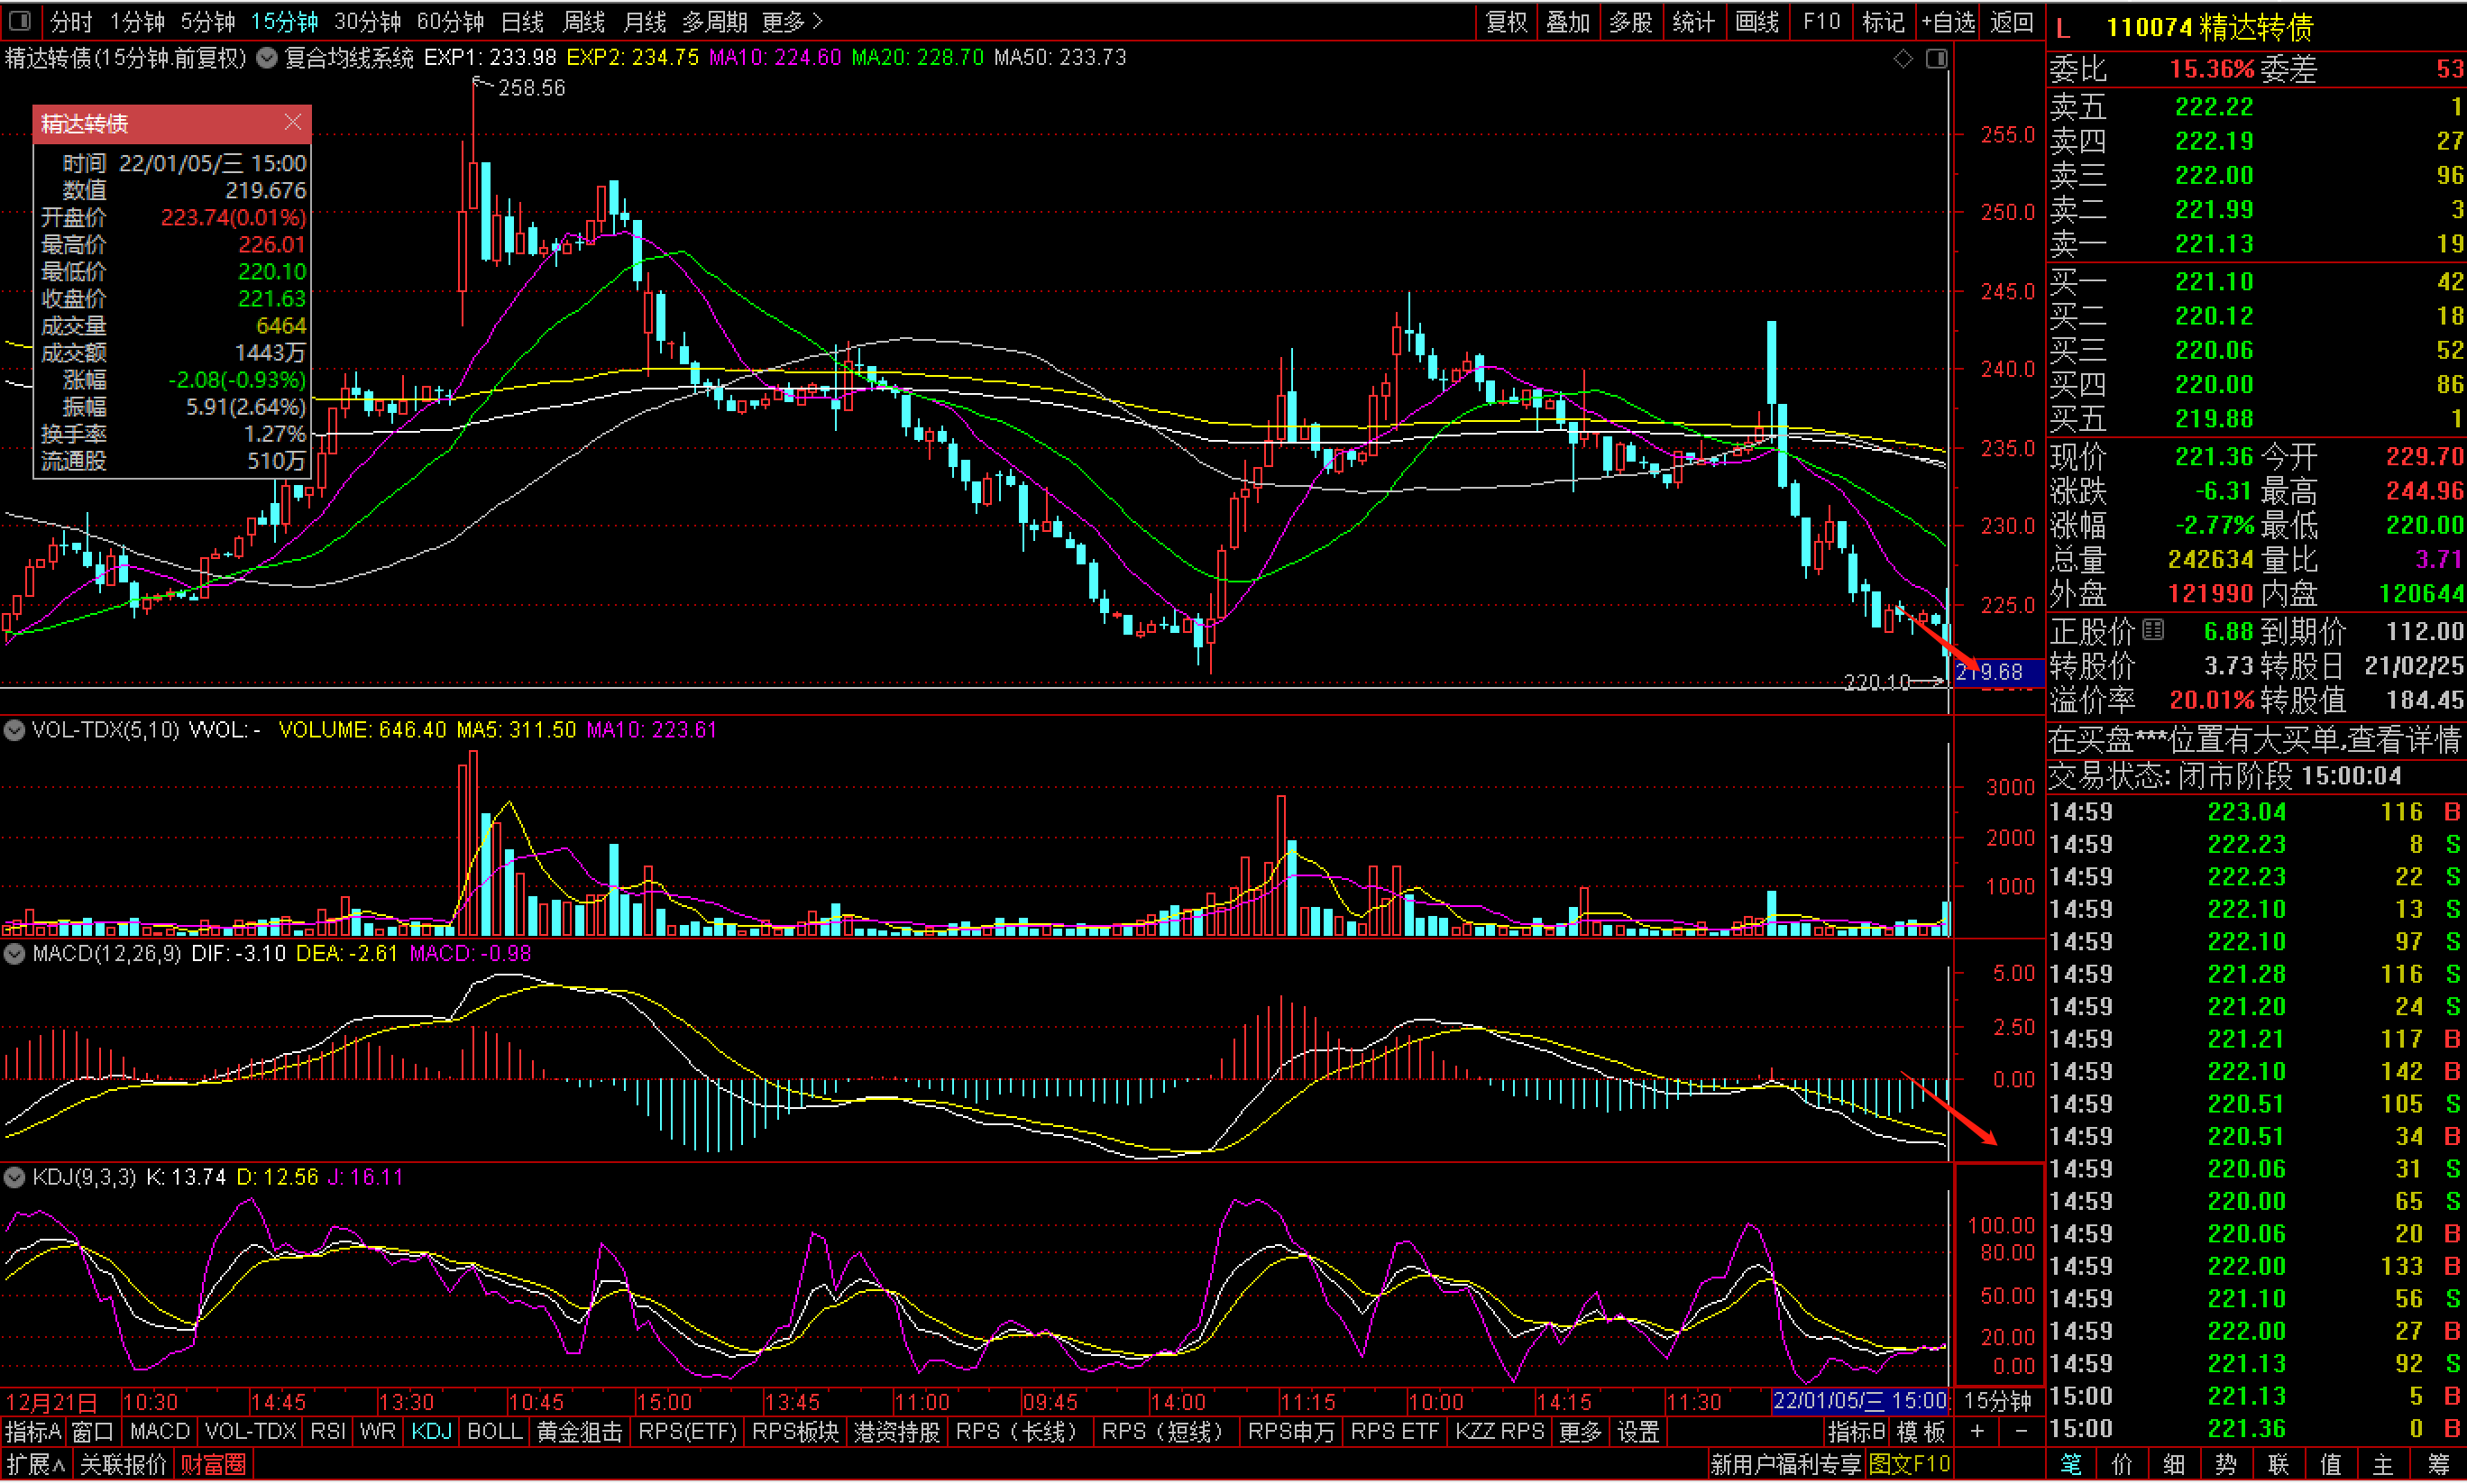 分时 1分钟 5分钟 15分钟 30分钟 60分钟 日线 周线 月线 多周期 更多 >
复权 叠加 多股 统计 画线 F10 标记 +自选 返回
L 110074 精达转债
精达转债(15分钟.前复权) 复合均线系统 EXP1: 233.98 EXP2: 234.75 MA10: 224.60 MA20: 228.70 MA50: 233.73
258.56
精达转债
时间 22/01/05/三 15:00
数值 219.676
开盘价 223.74(0.01%)
最高价 226.01
最低价 220.10
收盘价 221.63
成交量 6464
成交额 1443万
涨幅 -2.08(-0.93%)
振幅 5.91(2.64%)
换手率 1.27%
流通股 510万
255.0
250.0
245.0
240.0
235.0
230.0
225.0
219.68
220.10
VOL-TDX(5,10) VVOL: - VOLUME: 646.40 MA5: 311.50 MA10: 223.61
3000
2000
1000
MACD(12,26,9) DIF: -3.10 DEA: -2.61 MACD: -0.98
5.00
2.50
0.00
KDJ(9,3,3) K: 13.74 D: 12.56 J: 16.11
100.00
80.00
50.00
20.00
0.00
12月21日 10:30 14:45 13:30 10:45 15:00 13:45 11:00 09:45 14:00 11:15 10:00 14:15 11:30 22/01/05/三 15:00 15分钟
指标A 窗口 MACD VOL-TDX RSI WR KDJ BOLL 黄金狙击 RPS(ETF) RPS板块 港资持股 RPS（长线） RPS（短线） RPS申万 RPS ETF KZZ RPS 更多 设置 指标B 模板 + −
扩展∧ 关联报价 财富圈 新用户福利专享 图文F10
委比 15.36% 委差 53
卖五 222.22 1
卖四 222.19 27
卖三 222.00 96
卖二 221.99 3
卖一 221.13 19
买一 221.10 42
买二 220.12 18
买三 220.06 52
买四 220.00 86
买五 219.88 1
现价 221.36 今开 229.70
涨跌 -6.31 最高 244.96
涨幅 -2.77% 最低 220.00
总量 242634 量比 3.71
外盘 121990 内盘 120644
正股价 6.88 到期价 112.00
转股价 3.73 转股日 21/02/25
溢价率 20.01% 转股值 184.45
在买盘***位置有大买单,查看详情
交易状态: 闭市阶段 15:00:04
14:59 223.04 116 B
14:59 222.23 8 S
14:59 222.23 22 S
14:59 222.10 13 S
14:59 222.10 97 S
14:59 221.28 116 S
14:59 221.20 24 S
14:59 221.21 117 B
14:59 222.10 142 B
14:59 220.51 105 S
14:59 220.51 34 B
14:59 220.06 31 S
14:59 220.00 65 S
14:59 220.06 20 B
14:59 222.00 133 B
14:59 221.10 56 S
14:59 222.00 27 B
14:59 221.13 92 S
15:00 221.13 5 B
15:00 221.36 0 B
笔 价 细 势 联 值 主 筹